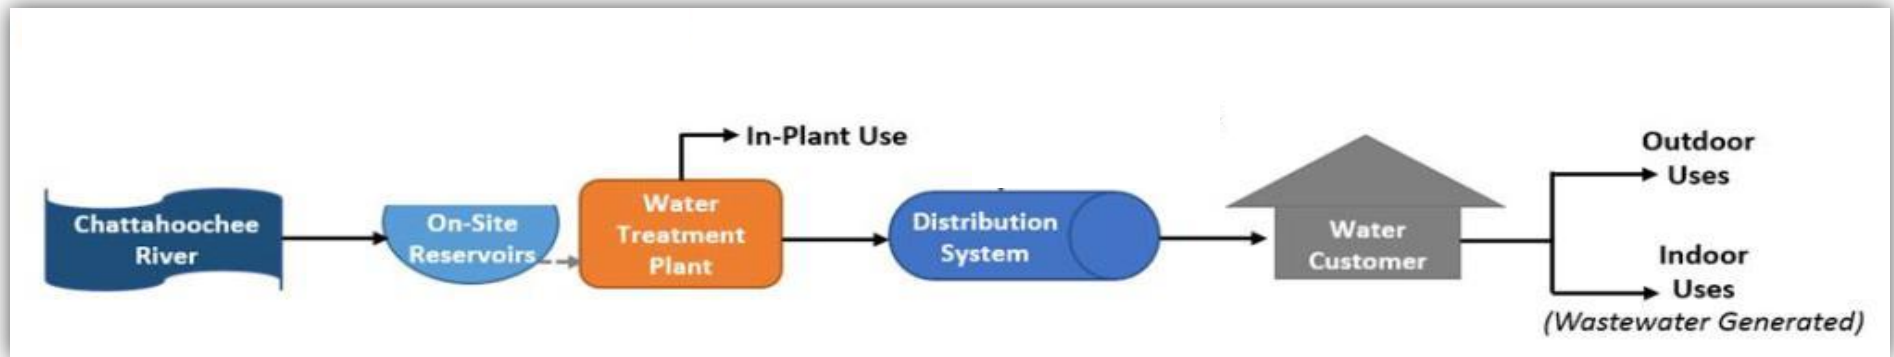 Chattahoochee
River
On-Site
Reservoirs
In-Plant Use
Water
Treatment
Plant
Distribution
System
Water
Customer
Outdoor
Uses
Indoor
Uses
(Wastewater Generated)